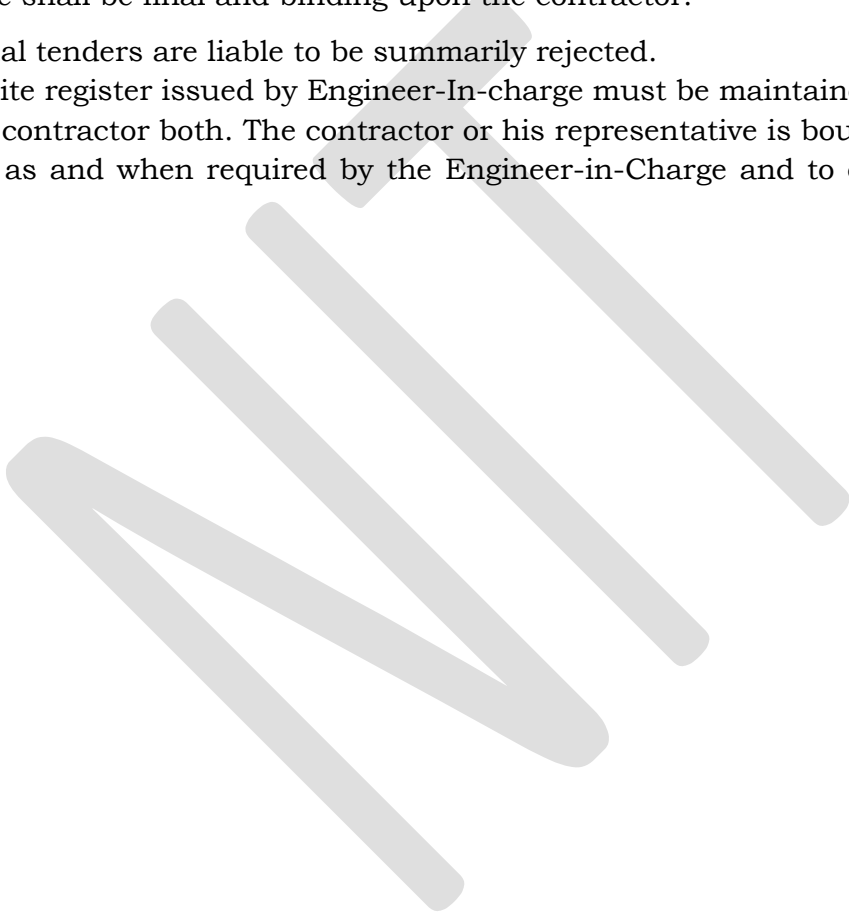 shall be final and binding upon the contractor.
al tenders are liable to be summarily rejected.
ite register issued by Engineer-In-charge must be maintaine
contractor both. The contractor or his representative is bou
as and when required by the Engineer-in-Charge and to
NIT